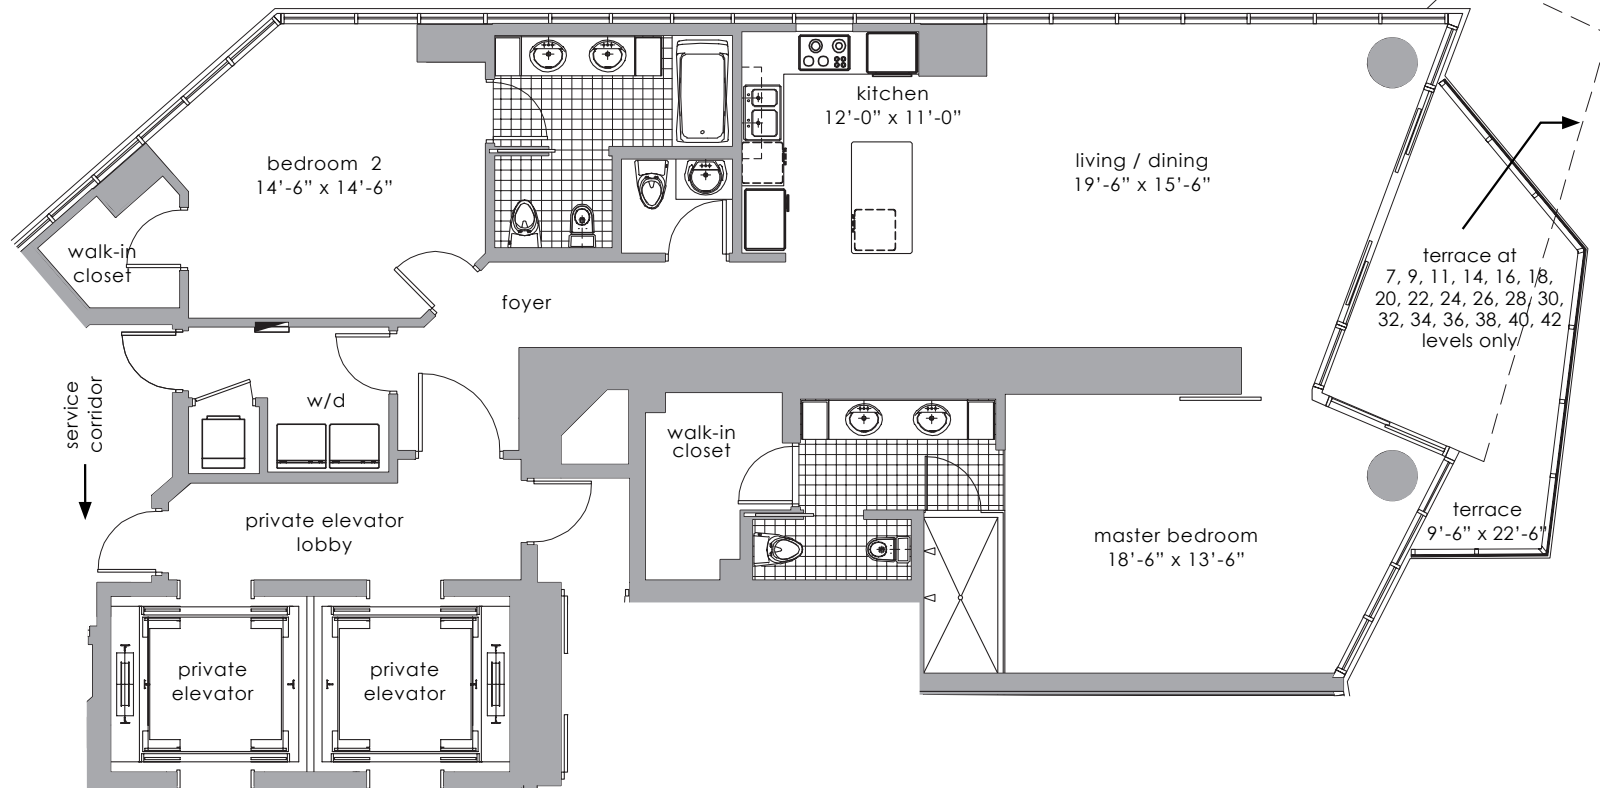 kitchen
12’-0” x 11’-0”
bedroom 2
14’-6” x 14’-6”
living / dining
19’-6” x 15’-6”
walk-in
closet
terrace at
7, 9, 11, 14, 16, 18,
20, 22, 24, 26, 28, 30,
32, 34, 36, 38, 40, 42
levels only
foyer
service
corridor
w/d
walk-in
closet
private elevator
lobby
master bedroom
18’-6” x 13’-6”
terrace
9’-6” x 22’-6”
private
elevator
private
elevator